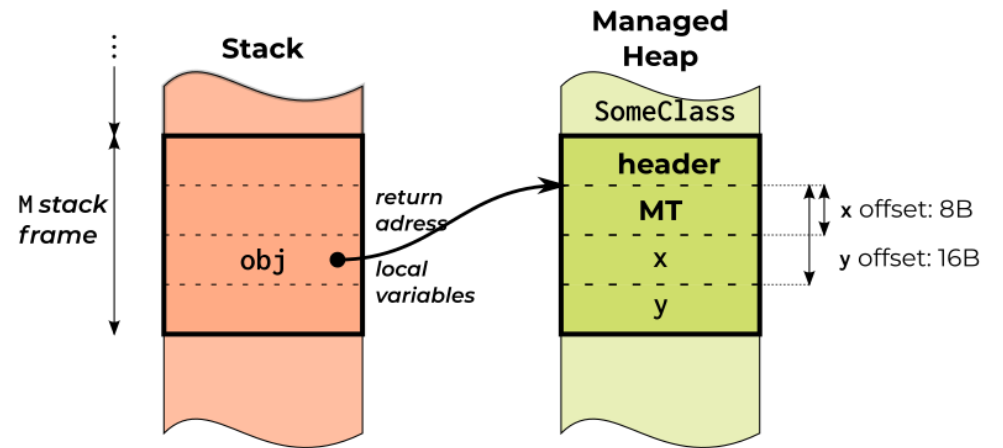 ⋮
Stack
Managed
Heap
SomeClass
header
return
adress
MT
x offset: 8B
M stack
frame
obj
local
variables
x
y offset: 16B
y